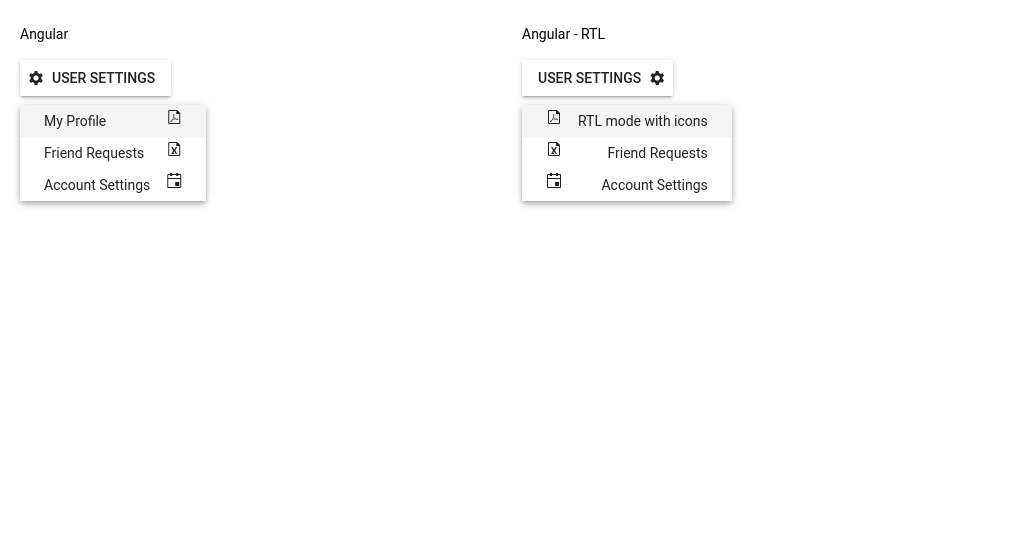 Angular
USER SETTINGS
My Profile
Friend Requests
Account Settings
Angular - RTL
USER SETTINGS
RTL mode with icons
Friend Requests
Account Settings